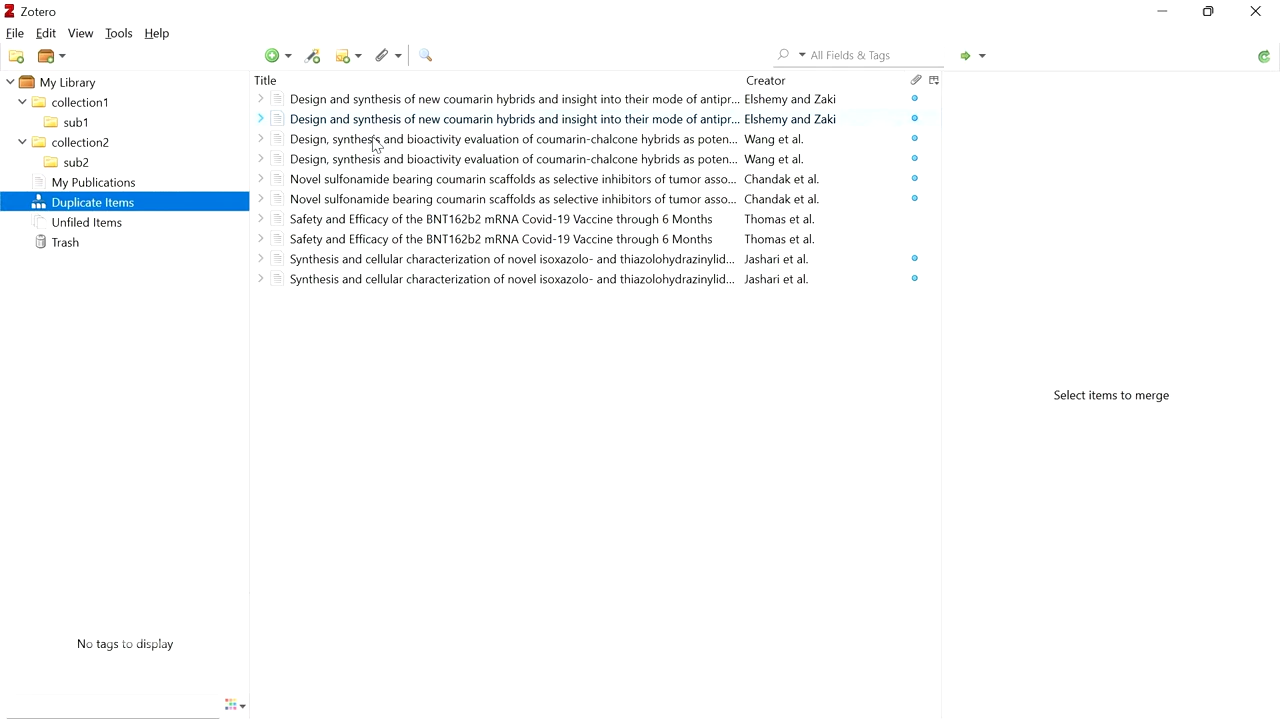 Zotero
File Edit View Tools Help
All Fields & Tags
My Library
collection1
sub1
collection2
sub2
My Publications
Duplicate Items
Unfiled Items
Trash
No tags to display
Title Creator
Design and synthesis of new coumarin hybrids and insight into their mode of antipr... Elshemy and Zaki
Design and synthesis of new coumarin hybrids and insight into their mode of antipr... Elshemy and Zaki
Design, synthesis and bioactivity evaluation of coumarin-chalcone hybrids as poten... Wang et al.
Design, synthesis and bioactivity evaluation of coumarin-chalcone hybrids as poten... Wang et al.
Novel sulfonamide bearing coumarin scaffolds as selective inhibitors of tumor asso... Chandak et al.
Novel sulfonamide bearing coumarin scaffolds as selective inhibitors of tumor asso... Chandak et al.
Safety and Efficacy of the BNT162b2 mRNA Covid-19 Vaccine through 6 Months Thomas et al.
Safety and Efficacy of the BNT162b2 mRNA Covid-19 Vaccine through 6 Months Thomas et al.
Synthesis and cellular characterization of novel isoxazolo- and thiazolohydrazinylid... Jashari et al.
Synthesis and cellular characterization of novel isoxazolo- and thiazolohydrazinylid... Jashari et al.
Select items to merge